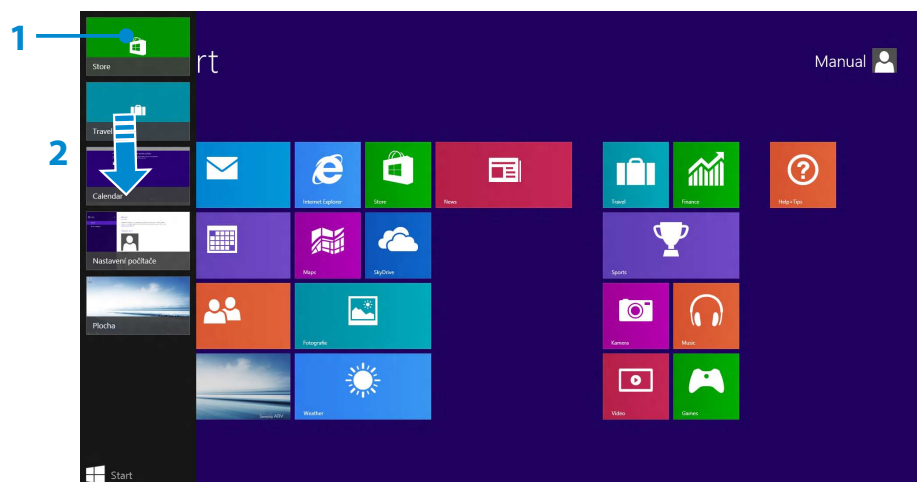 1
Store
rt
Manual
Travel
2
Calendar
Internet Explorer
Store
News
Travel
Finance
Help+Tips
Nastavení počítače
Maps
SkyDrive
Sports
Plocha
Fotografie
Kamera
Music
Weather
Video
Games
Start